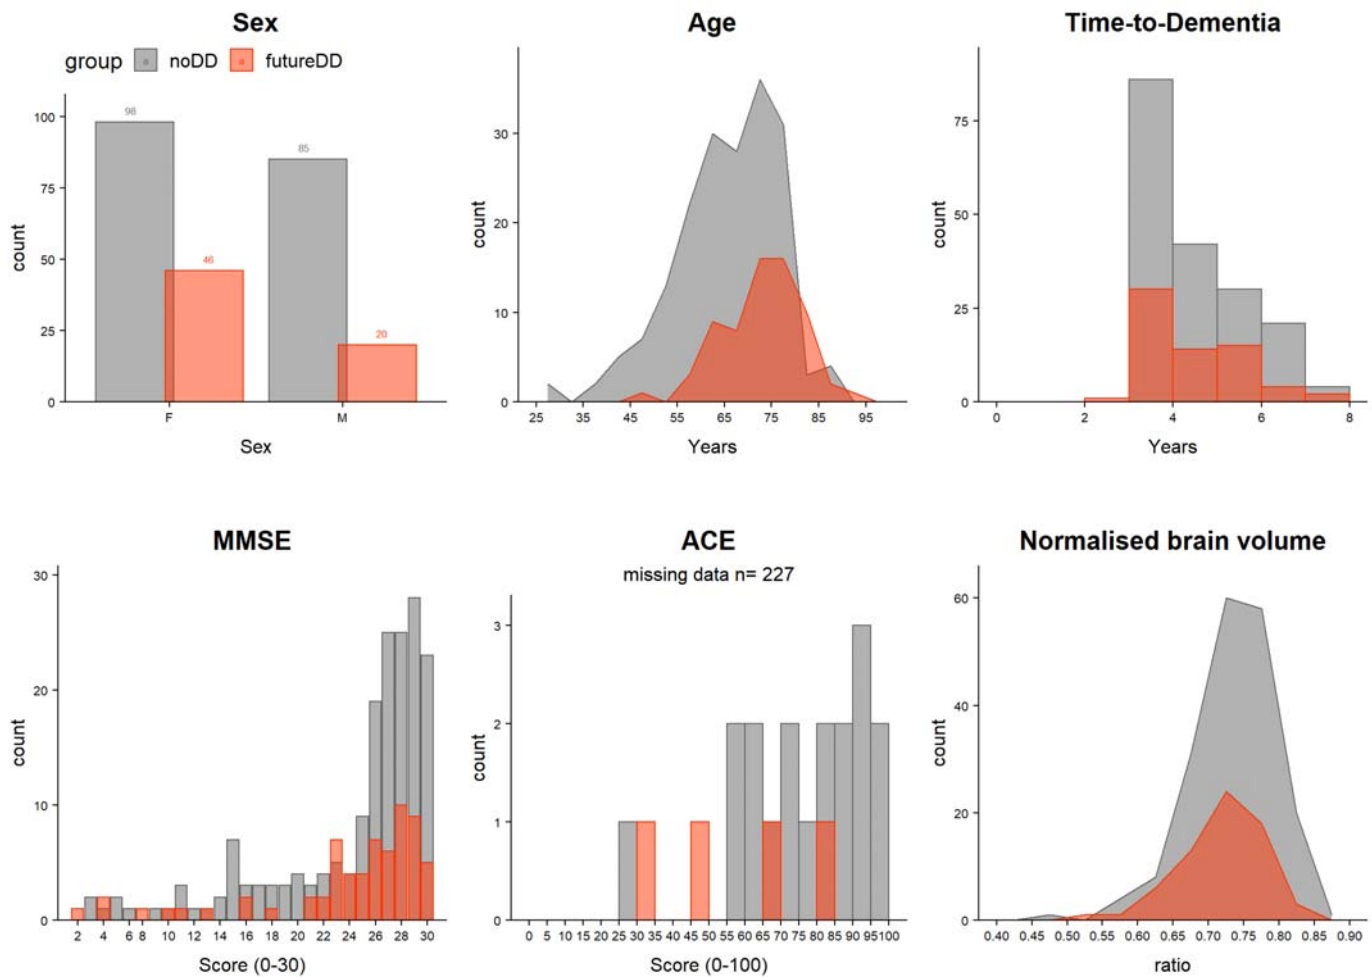 Sex
group noDD futureDD
98
85
46
20
100
75
50
25
0
count
F M
Sex
Age
30
20
10
0
count
25 35 45 55 65 75 85 95
Years
Time-to-Dementia
75
50
25
0
count
0 2 4 6 8
Years
MMSE
30
20
10
0
count
2 4 6 8 10 12 14 16 18 20 22 24 26 28 30
Score (0-30)
ACE
missing data n= 227
3
2
1
0
count
0 5 10 15 20 25 30 35 40 45 50 55 60 65 70 75 80 85 90 95 100
Score (0-100)
Normalised brain volume
60
40
20
0
count
0.40 0.45 0.50 0.55 0.60 0.65 0.70 0.75 0.80 0.85 0.90
ratio